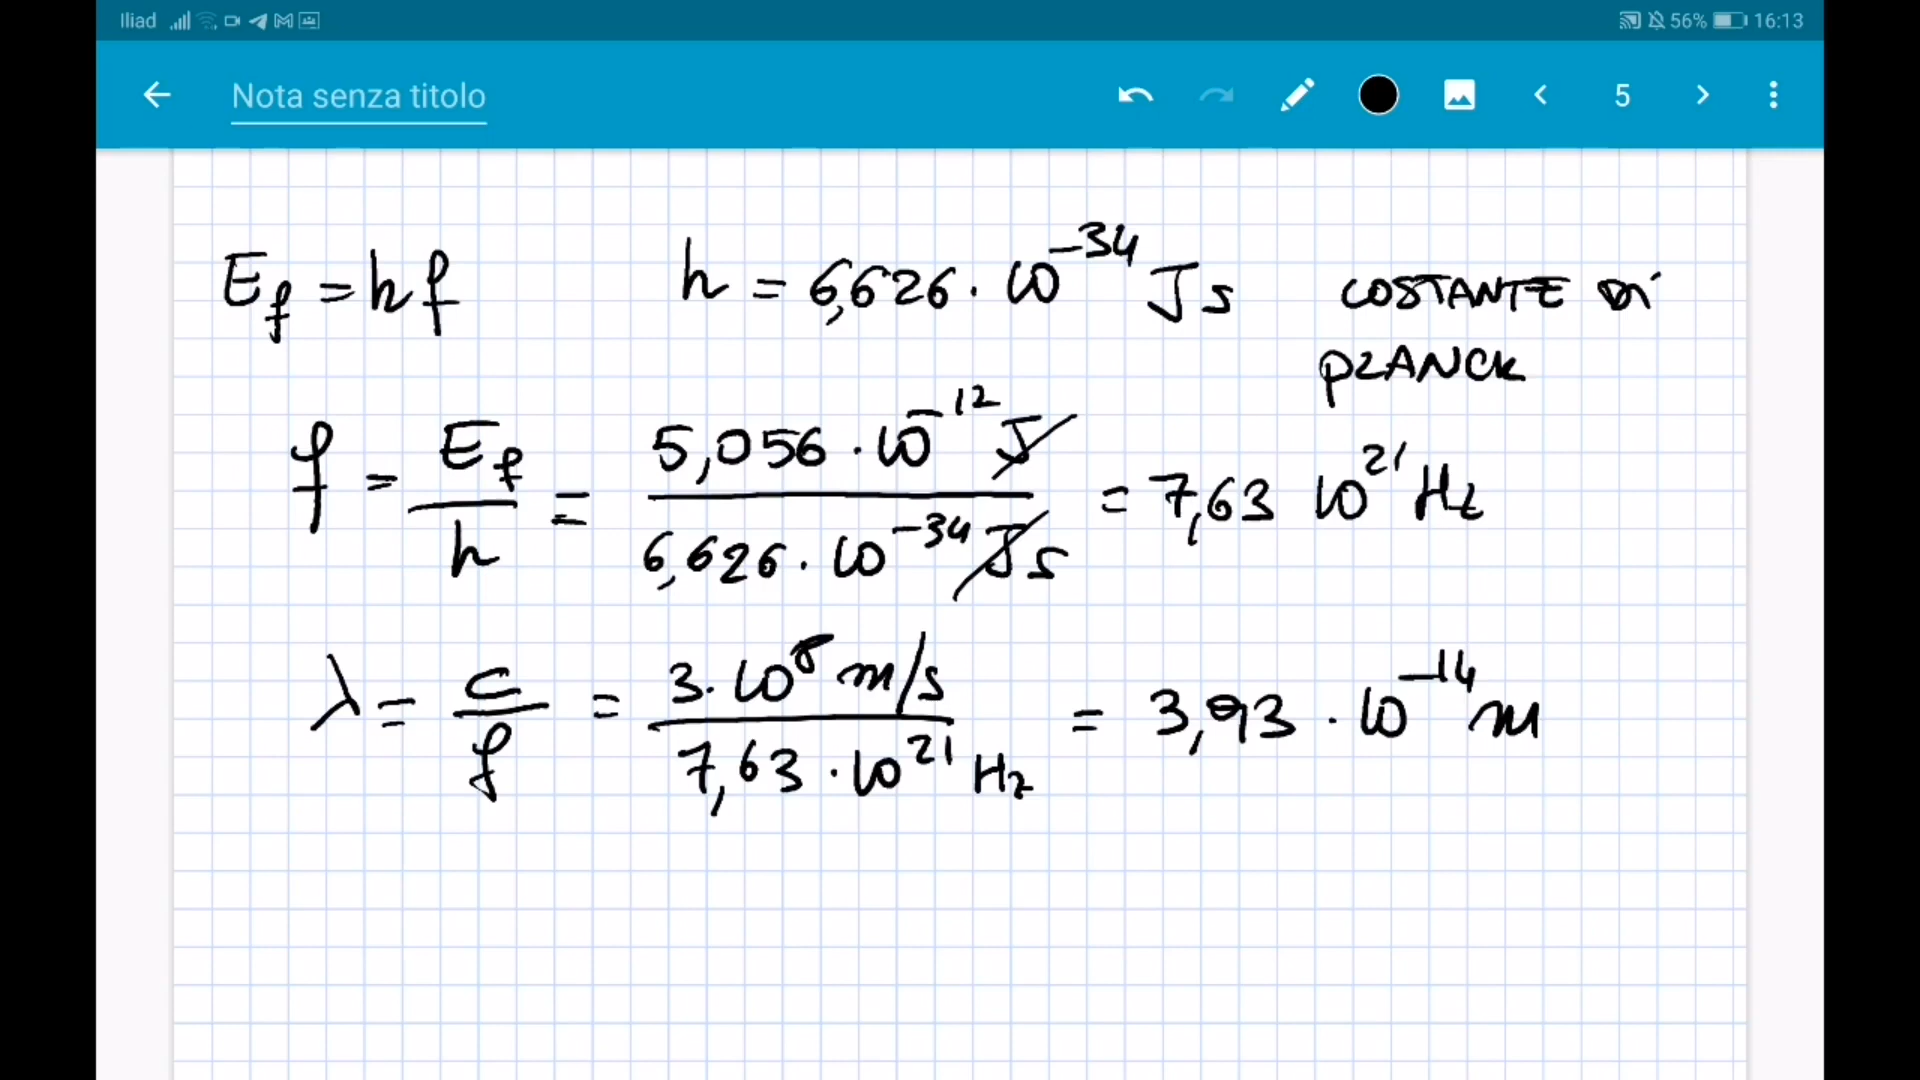 Iliad 56% 16:13
Nota senza titolo 5
E_f = hf h = 6,626 · 10^-34 Js COSTANTE DI
PLANCK
f = E_f / h = 5,056 · 10^-12 J / 6,626 · 10^-34 Js = 7,63 10^21 Hz
λ = c / f = 3 · 10^8 m/s / 7,63 · 10^21 Hz = 3,93 · 10^-14 m